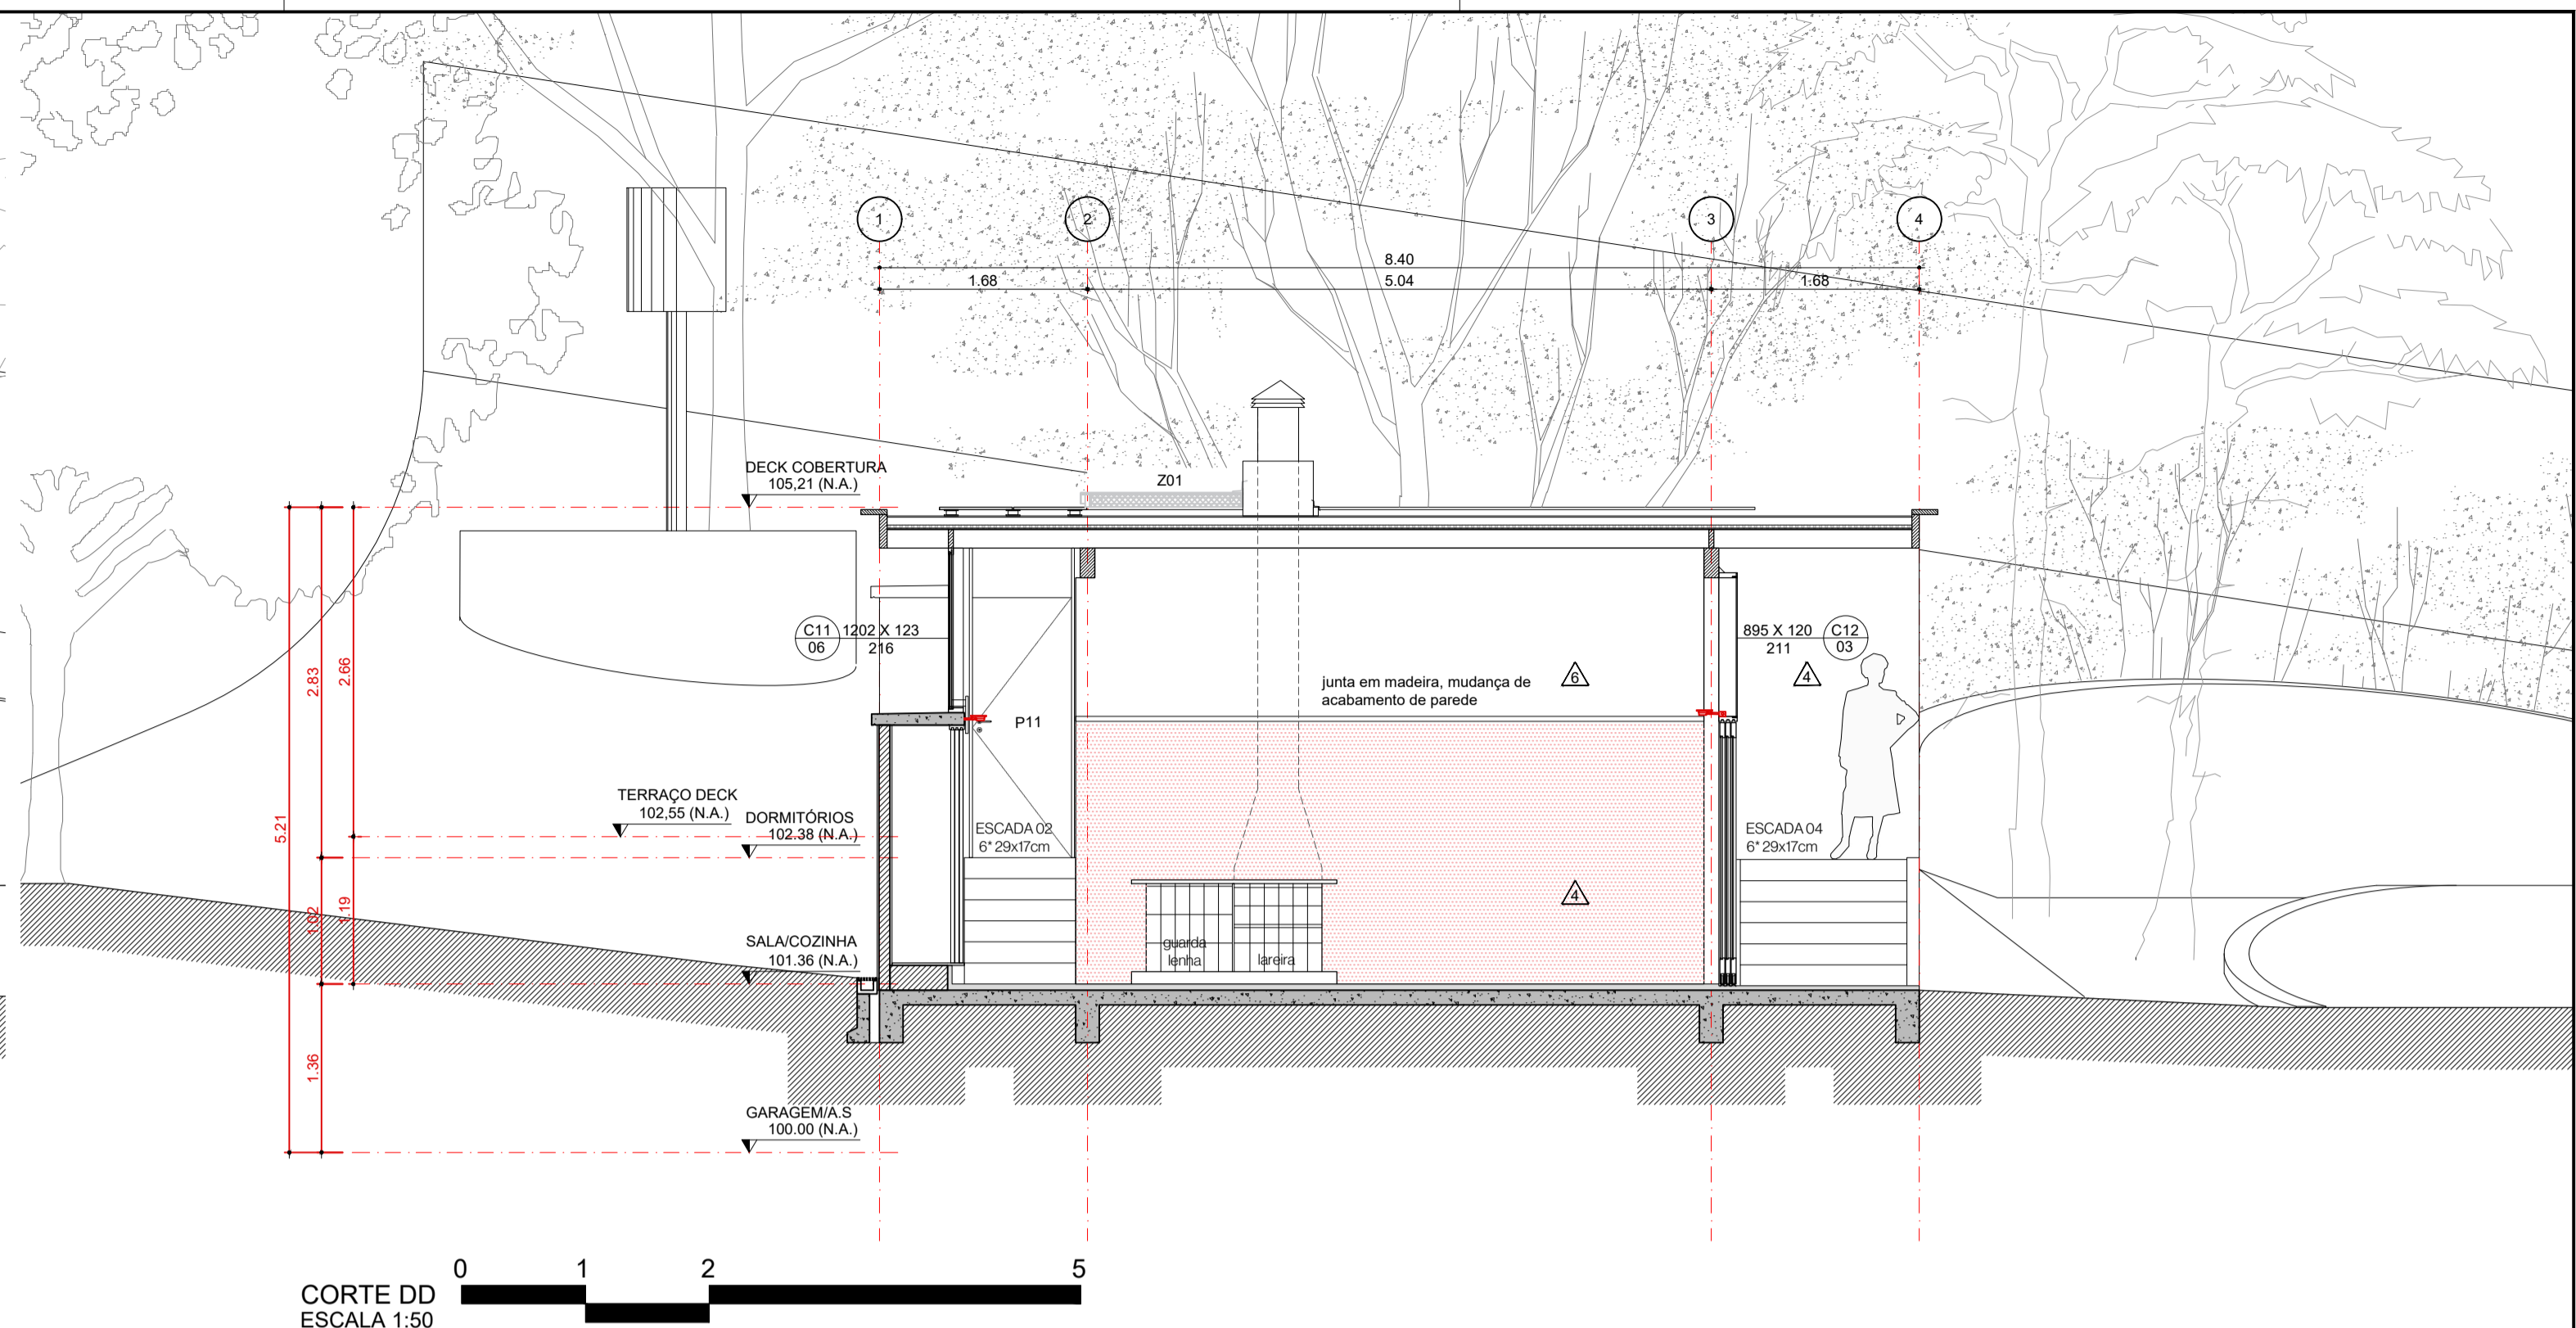 1
2
3
4
8.40
1.68
5.04
1.68
DECK COBERTURA
105,21 (N.A.)
Z01
C11
06
1202 X 123
216
895 X 120
211
C12
03
2.83
2.66
junta em madeira, mudança de
acabamento de parede
6
4
P11
TERRAÇO DECK
102,55 (N.A.)
DORMITÓRIOS
102.38 (N.A.)
5.21
ESCADA 02
6* 29x17cm
ESCADA 04
6* 29x17cm
1.02
1.19
4
SALA/COZINHA
101.36 (N.A.)
guarda
lenha
lareira
1.36
GARAGEM/A.S
100.00 (N.A.)
0
1
2
5
CORTE DD
ESCALA 1:50